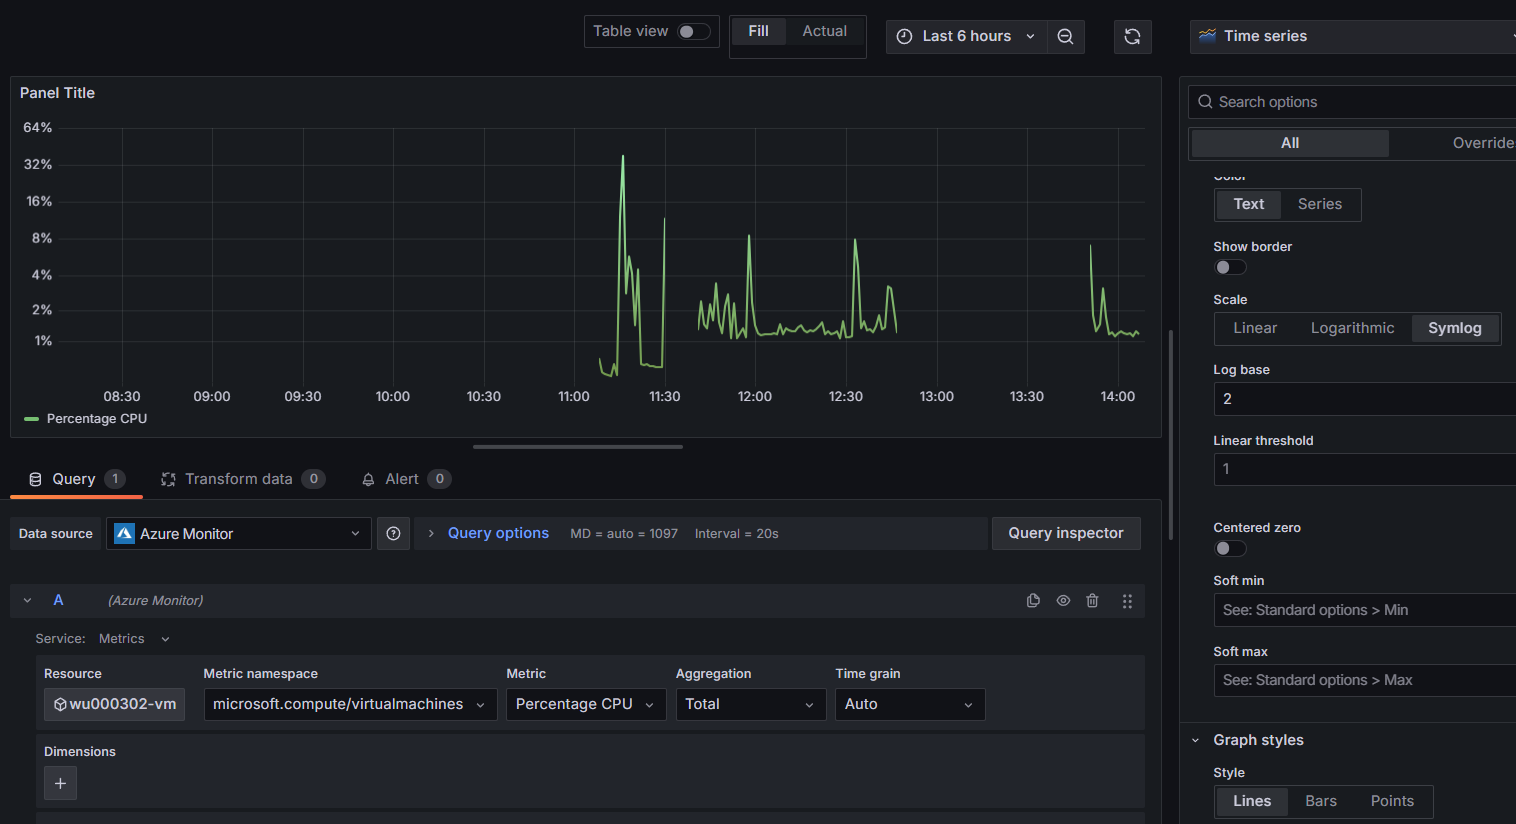 Table view
Fill
Actual
Last 6 hours
Time series
Panel Title
64%
32%
16%
8%
4%
2%
1%
08:30
09:00
09:30
10:00
10:30
11:00
11:30
12:00
12:30
13:00
13:30
14:00
Percentage CPU
Search options
All
Override
Color
Text
Series
Show border
Scale
Linear
Logarithmic
Symlog
Log base
2
Linear threshold
1
Centered zero
Soft min
See: Standard options > Min
Soft max
See: Standard options > Max
Graph styles
Style
Lines
Bars
Points
Query 1
Transform data 0
Alert 0
Data source
Azure Monitor
Query options
MD = auto = 1097
Interval = 20s
Query inspector
A
(Azure Monitor)
Service: Metrics
Resource
wu000302-vm
Metric namespace
microsoft.compute/virtualmachines
Metric
Percentage CPU
Aggregation
Total
Time grain
Auto
Dimensions
+